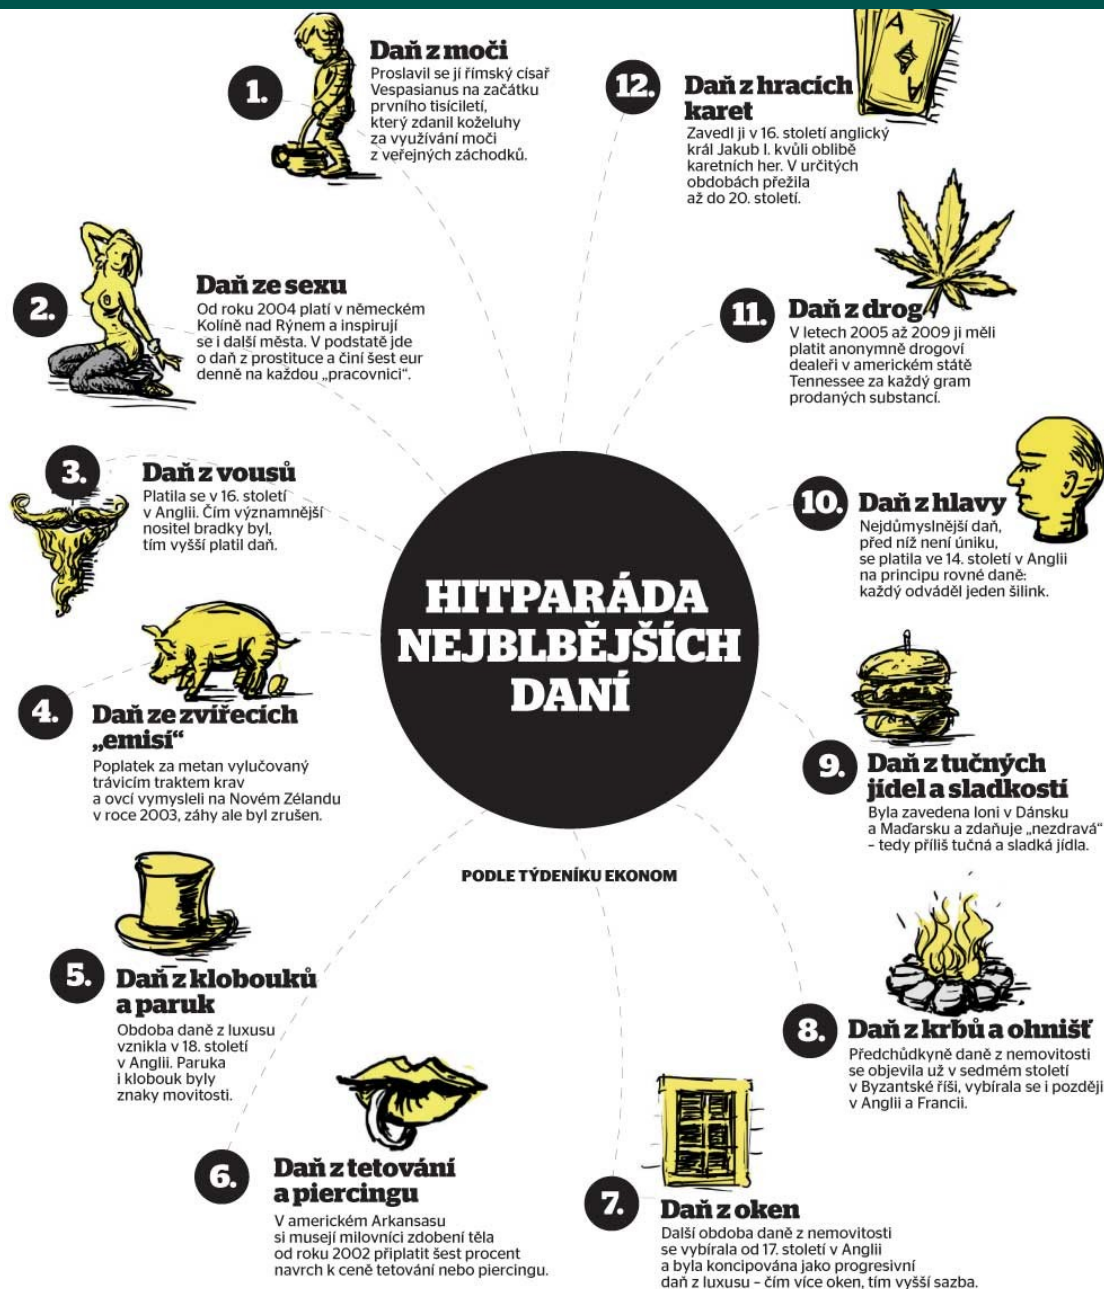 1.
Daň z moči
Proslavil se jí římský císař
Vespasianus na začátku
prvního tisíciletí,
který zdanil koželuhy
za využívání moči
z veřejných záchodků.
2.
Daň ze sexu
Od roku 2004 platí v německém
Kolíně nad Rýnem a inspirují
se i další města. V podstatě jde
o daň z prostituce a činí šest eur
denně na každou „pracovnici“.
3.
Daň z vousů
Platila se v 16. století
v Anglii. Čím významnější
nositel bradky byl,
tím vyšší platil daň.
4.
Daň ze zvířecích
„emisí“
Poplatek za metan vylučovaný
trávicím traktem krav
a ovcí vymysleli na Novém Zélandu
v roce 2003, záhy ale byl zrušen.
5.
Daň z klobouků
a paruk
Obdoba daně z luxusu
vznikla v 18. století
v Anglii. Paruka
i klobouk byly
znaky movitosti.
6.
Daň z tetování
a piercingu
V americkém Arkansasu
si musejí milovníci zdobení těla
od roku 2002 připlatit šest procent
navrch k ceně tetování nebo piercingu.
7.
Daň z oken
Další obdoba daně z nemovitosti
se vybírala od 17. století v Anglii
a byla koncipována jako progresivní
daň z luxusu – čím více oken, tím vyšší sazba.
8.
Daň z krbů a ohnišť
Předchůdkyně daně z nemovitosti
se objevila už v sedmém století
v Byzantské říši, vybírala se i později
v Anglii a Francii.
9.
Daň z tučných
jídel a sladkostí
Byla zavedena loni v Dánsku
a Maďarsku a zdaňuje „nezdravá“
– tedy příliš tučná a sladká jídla.
10.
Daň z hlavy
Nejdůmyslnější daň,
před níž není úniku,
se platila ve 14. století v Anglii
na principu rovné daně:
každý odváděl jeden šilink.
11.
Daň z drog
V letech 2005 až 2009 ji měli
platit anonymně drogoví
dealeři v americkém státě
Tennessee za každý gram
prodaných substancí.
12.
Daň z hracích
karet
Zavedl ji v 16. století anglický
král Jakub I. kvůli oblibě
karetních her. V určitých
obdobách přežila
až do 20. století.
A
A
HITPARÁDA
NEJBLBĚJŠÍCH
DANÍ
PODLE TÝDENÍKU EKONOM